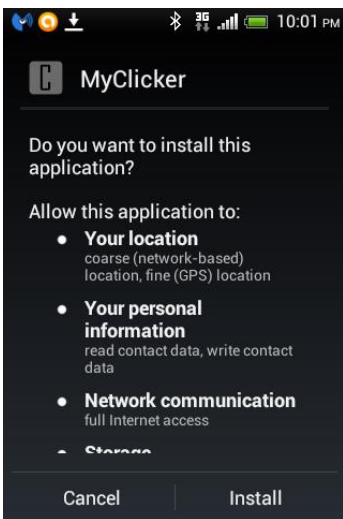 3G 10:01 PM
C MyClicker
Do you want to install this
application?
Allow this application to:
• Your location
coarse (network-based)
location, fine (GPS) location
• Your personal
information
read contact data, write contact
data
• Network communication
full Internet access
• Storage
Cancel Install